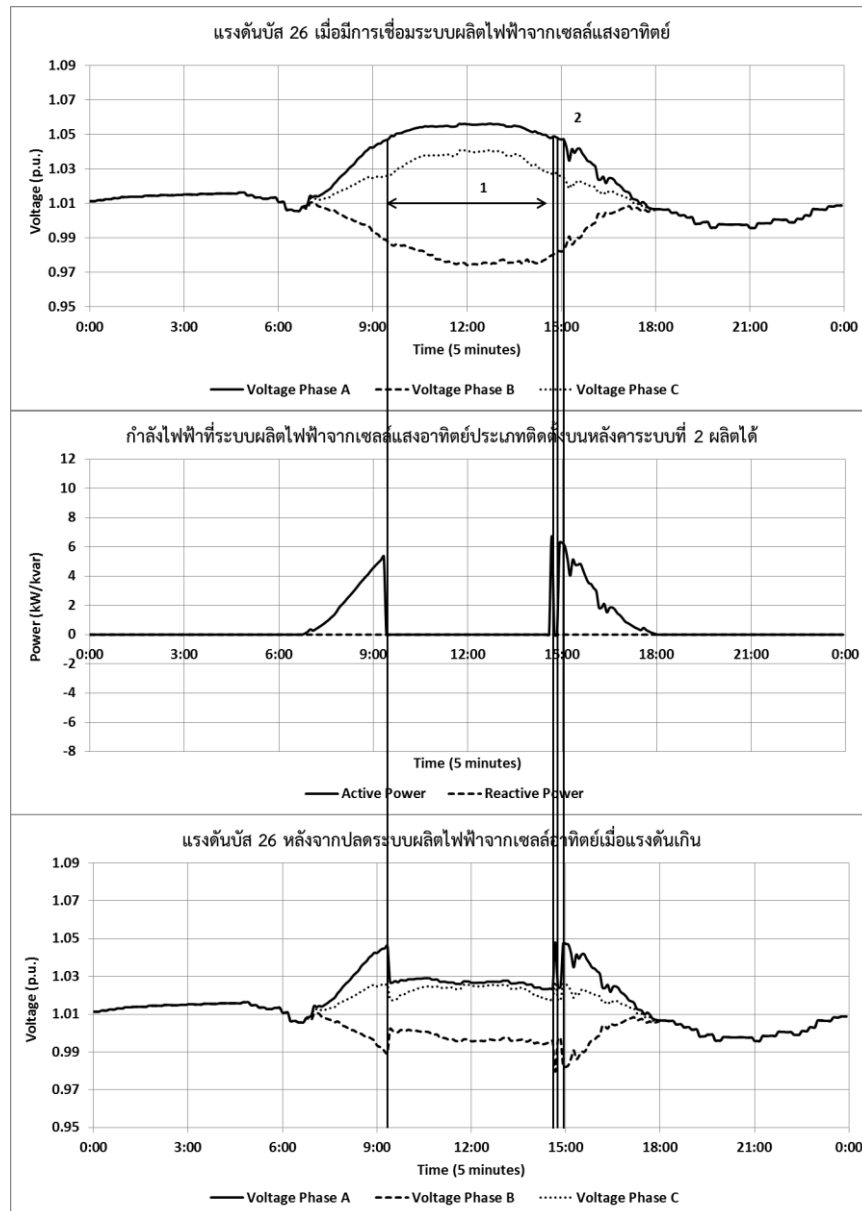 แรงดันบัส 26 เมื่อมีการเชื่อมระบบผลิตไฟฟ้าจากเซลล์แสงอาทิตย์
1.09
1.07
1.05
1.03
1.01
0.99
0.97
0.95
Voltage (p.u.)
1
2
0:00 3:00 6:00 9:00 12:00 15:00 18:00 21:00 0:00
Time (5 minutes)
Voltage Phase A Voltage Phase B Voltage Phase C
กำลังไฟฟ้าที่ระบบผลิตไฟฟ้าจากเซลล์แสงอาทิตย์ประเภทติดตั้งบนหลังคาระบบที่ 2 ผลิตได้
12
10
8
6
4
2
0
-2
-4
-6
-8
Power (kW/kvar)
0:00 3:00 6:00 9:00 12:00 15:00 18:00 21:00 0:00
Time (5 minutes)
Active Power Reactive Power
แรงดันบัส 26 หลังจากปลดระบบผลิตไฟฟ้าจากเซลล์อาทิตย์เมื่อแรงดันเกิน
1.09
1.07
1.05
1.03
1.01
0.99
0.97
0.95
Voltage (p.u.)
0:00 3:00 6:00 9:00 12:00 15:00 18:00 21:00 0:00
Time (5 minutes)
Voltage Phase A Voltage Phase B Voltage Phase C